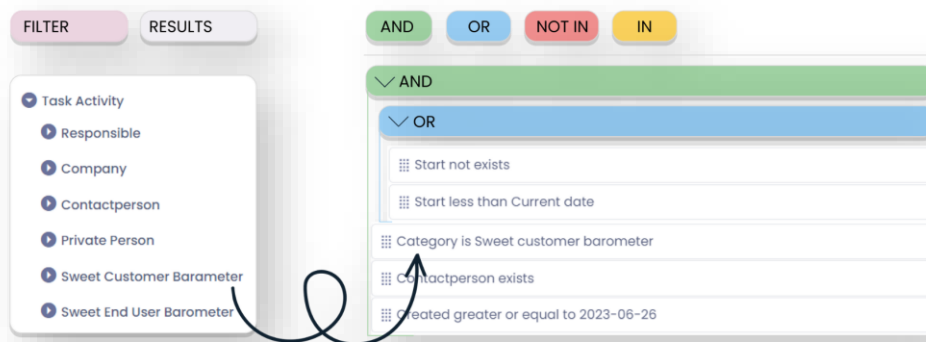 FILTER
RESULTS
AND
OR
NOT IN
IN
Task Activity
Responsible
Company
Contactperson
Private Person
Sweet Customer Barameter
Sweet End User Barometer
AND
OR
Start not exists
Start less than Current date
Category is Sweet customer barometer
Contactperson exists
Created greater or equal to 2023-06-26